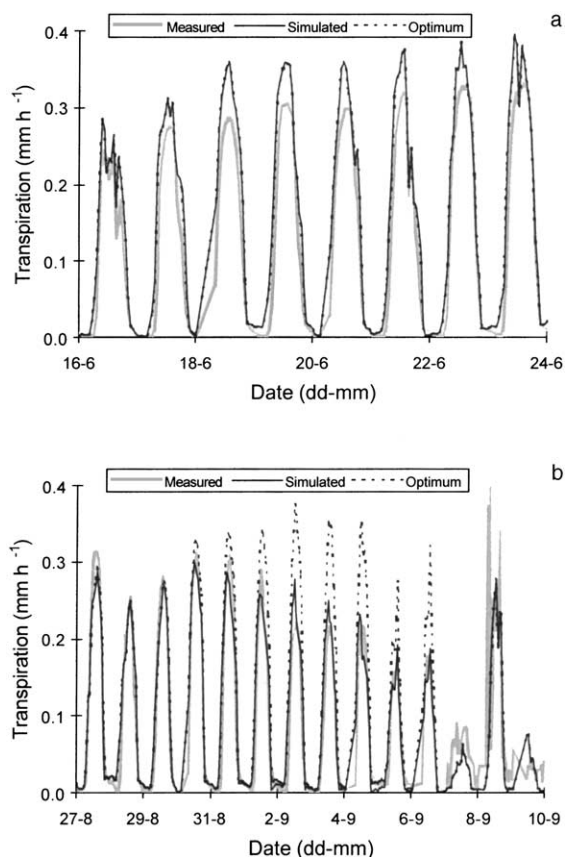 a
Measured Simulated Optimum
Transpiration (mm h -1)
0.4
0.3
0.2
0.1
0.0
16-6 18-6 20-6 22-6 24-6
Date (dd-mm)
b
Measured Simulated Optimum
Transpiration (mm h -1)
0.4
0.3
0.2
0.1
0.0
27-8 29-8 31-8 2-9 4-9 6-9 8-9 10-9
Date (dd-mm)